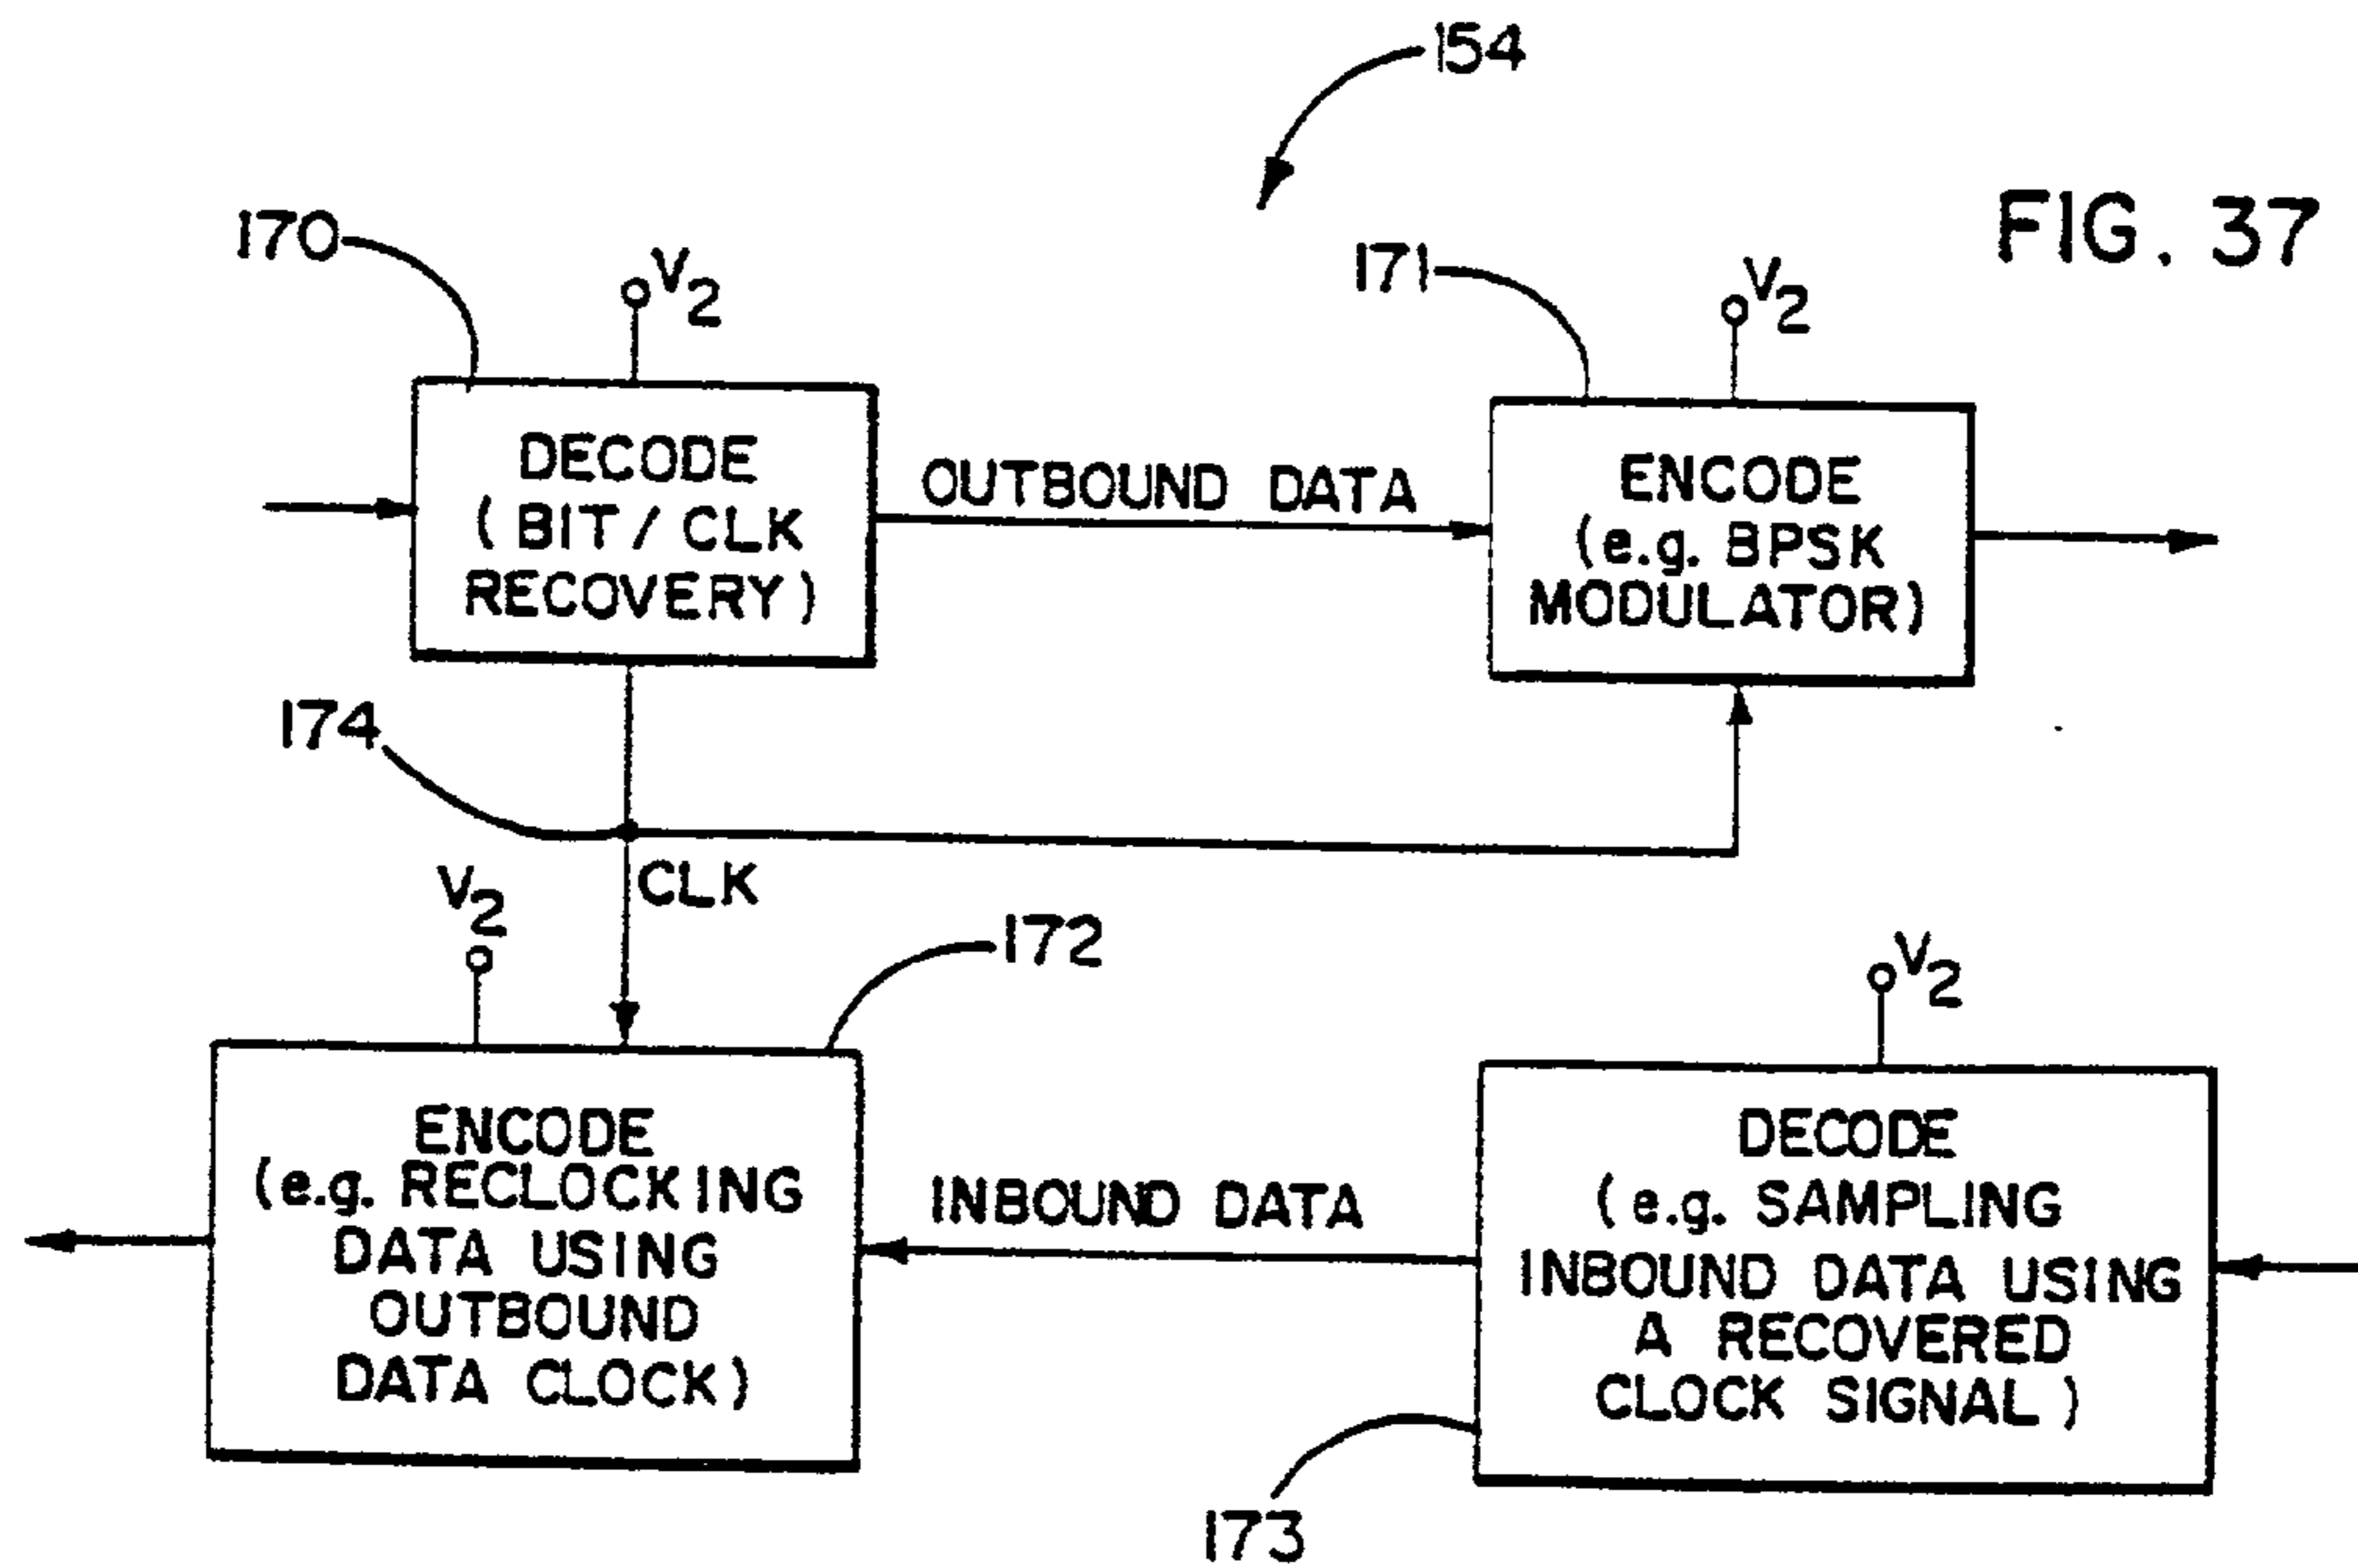 154
FIG. 37
170
V2
171
V2
DECODE
( BIT / CLK
RECOVERY )
OUTBOUND DATA
ENCODE
(e.g. BPSK
MODULATOR)
174
CLK
V2
172
V2
ENCODE
(e.g. RECLOCKING
DATA USING
OUTBOUND
DATA CLOCK)
INBOUND DATA
DECODE
( e.g. SAMPLING
INBOUND DATA USING
A RECOVERED
CLOCK SIGNAL )
173